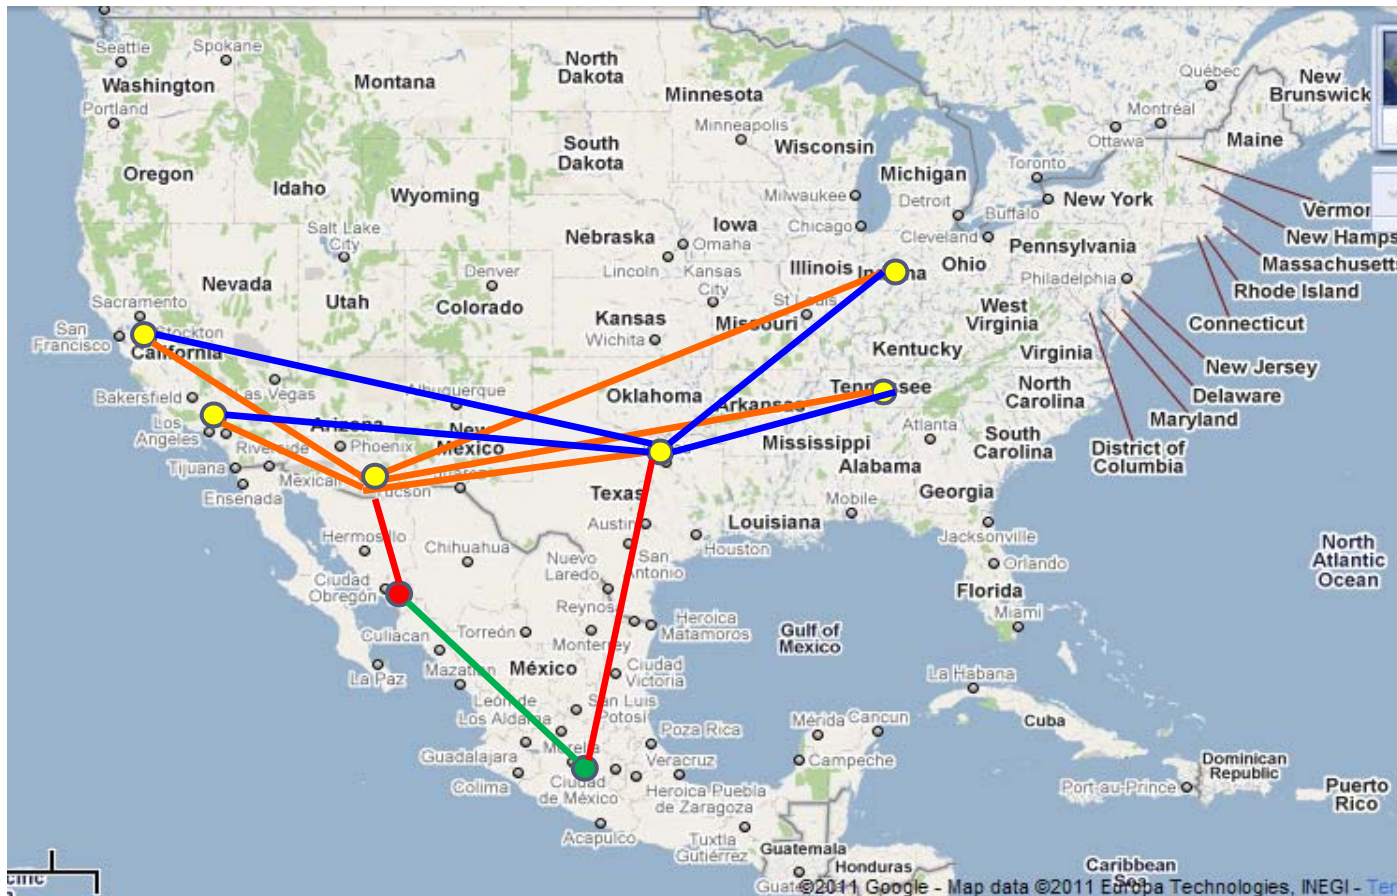 Seattle
Spokane
Washington
Montana
North
Dakota
Minnesota
Québec
New
Brunswick
Portland
Minneapolis
Montréal
Ottawa
Maine
Oregon
Idaho
South
Dakota
Wisconsin
Michigan
Toronto
Wyoming
Milwaukee
Detroit
Buffalo
New York
Vermon
Salt Lake
City
Nebraska
Iowa
Omaha
Chicago
Cleveland
Pennsylvania
New Hamps
Massachusetts
Nevada
Denver
Lincoln
Kansas
City
Illinois
Ohio
Philadelphia
Rhode Island
Sacramento
Utah
Colorado
Kansas
Missouri
West
Virginia
Connecticut
San
Francisco
Stockton
California
Wichita
Kentucky
Virginia
New Jersey
Bakersfield
Las Vegas
Albuquerque
Oklahoma
Arkansas
Tennessee
North
Carolina
Delaware
Maryland
Los
Angeles
Riverside
Arizona
Phoenix
New
Mexico
Mississippi
Atlanta
South
Carolina
District of
Columbia
Tijuana
Mexicali
Tucson
Alabama
Ensenada
Texas
Georgia
Mobile
Austin
Louisiana
Jacksonville
Hermosillo
Chihuahua
Houston
San
Antonio
Nuevo
Laredo
Orlando
North
Atlantic
Ocean
Ciudad
Obregón
Florida
Miami
Reynos
Heroica
Matamoros
Culiacan
Torreón
Monterrey
Gulf of
Mexico
La Paz
Mazatlan
México
Ciudad
Victoria
La Habana
León de
Los Aldama
San Luis
Potosí
Cuba
Guadalajara
Morelia
Poza Rica
Mérida
Cancun
Colima
Veracruz
Campeche
Dominican
Republic
Ciudad
de México
Heroica Puebla
de Zaragoza
Port-au-Prince
Puerto
Rico
Acapulco
Tuxtla
Gutiérrez
Guatemala
Honduras
Caribbean
Sea
©2011 Google - Map data ©2011 Europa Technologies, INEGI -